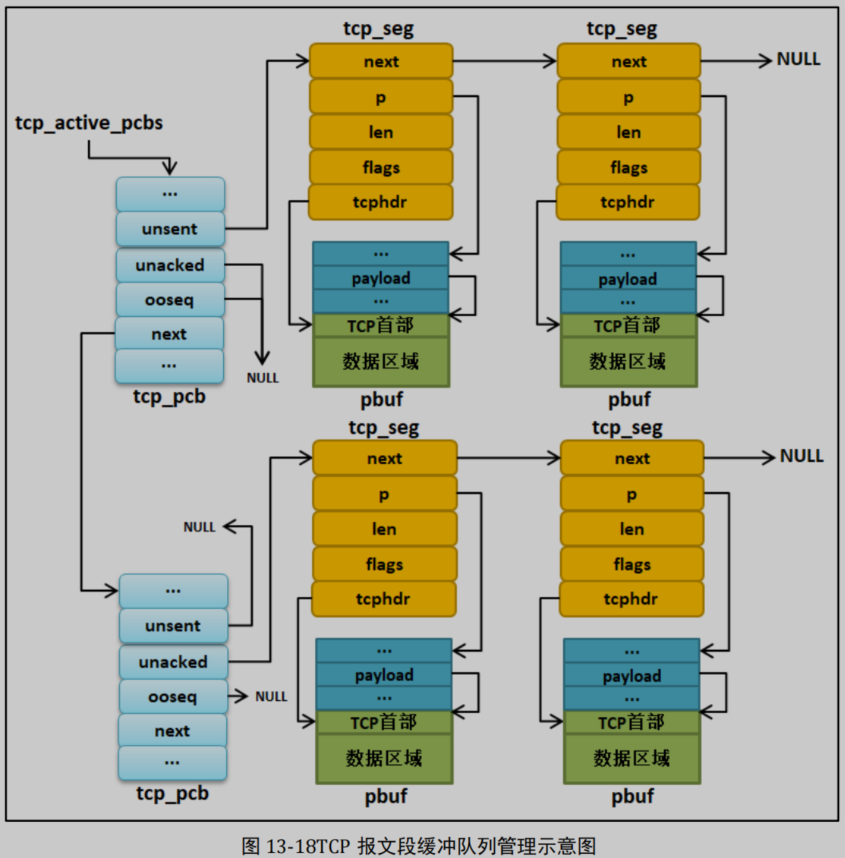 tcp_seg
tcp_seg
next
next
NULL
p
p
tcp_active_pcbs
len
len
flags
flags
...
tcphdr
tcphdr
unsent
...
...
unacked
payload
payload
ooseq
...
...
next
TCP首部
TCP首部
...
NULL
数据区域
数据区域
tcp_pcb
pbuf
pbuf
tcp_seg
tcp_seg
next
next
NULL
p
p
NULL
len
len
flags
flags
...
tcphdr
tcphdr
unsent
...
...
unacked
payload
payload
ooseq
NULL
...
...
next
TCP首部
TCP首部
...
数据区域
数据区域
tcp_pcb
pbuf
pbuf
图 13-18TCP 报文段缓冲队列管理示意图